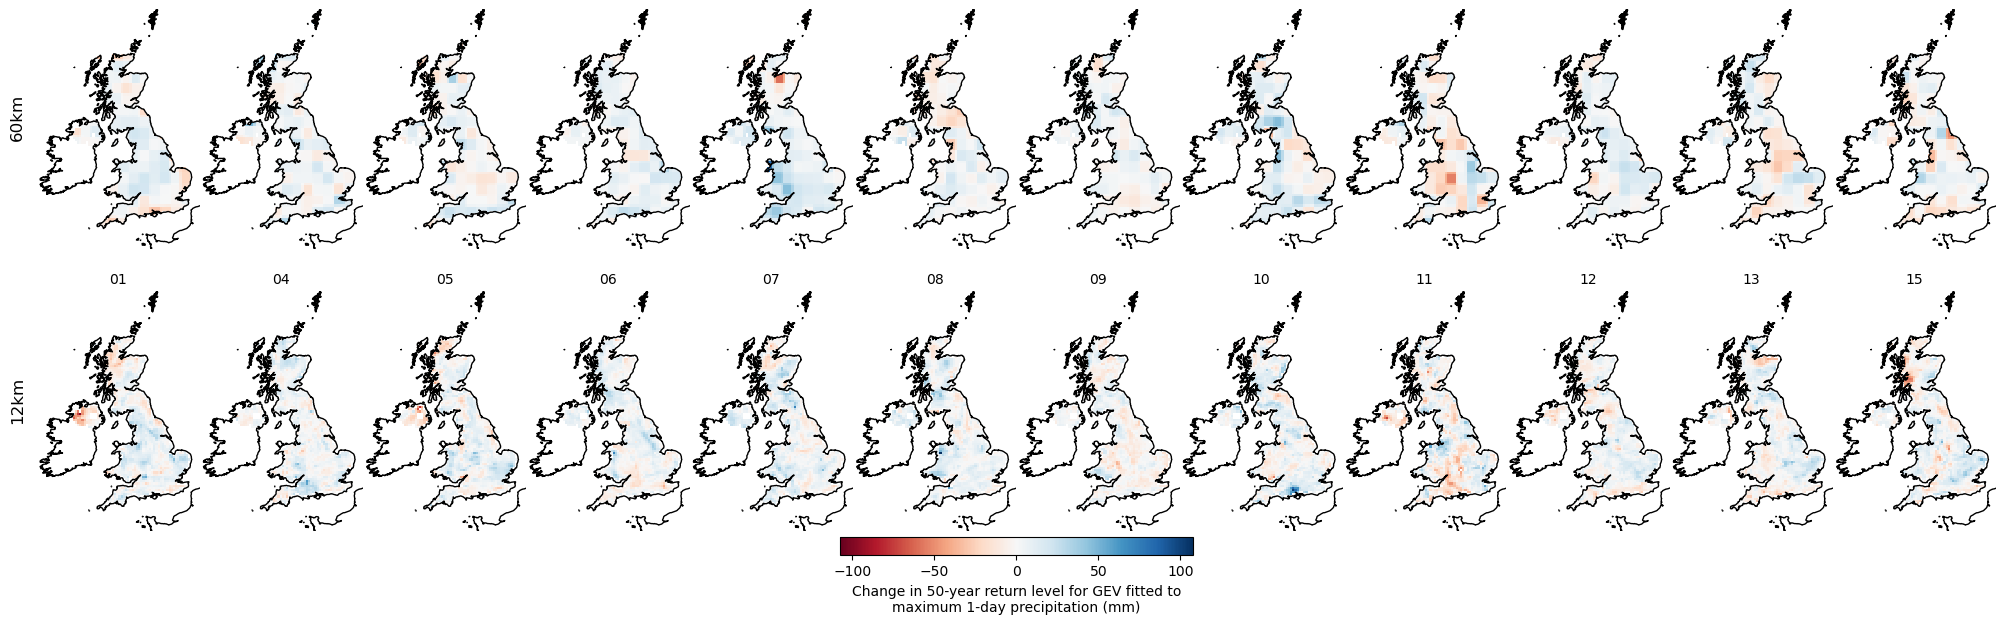 60km
01 04 05 06 07 08 09 10 11 12 13 15
12km
−100 −50 0 50 100
Change in 50-year return level for GEV fitted to
maximum 1-day precipitation (mm)